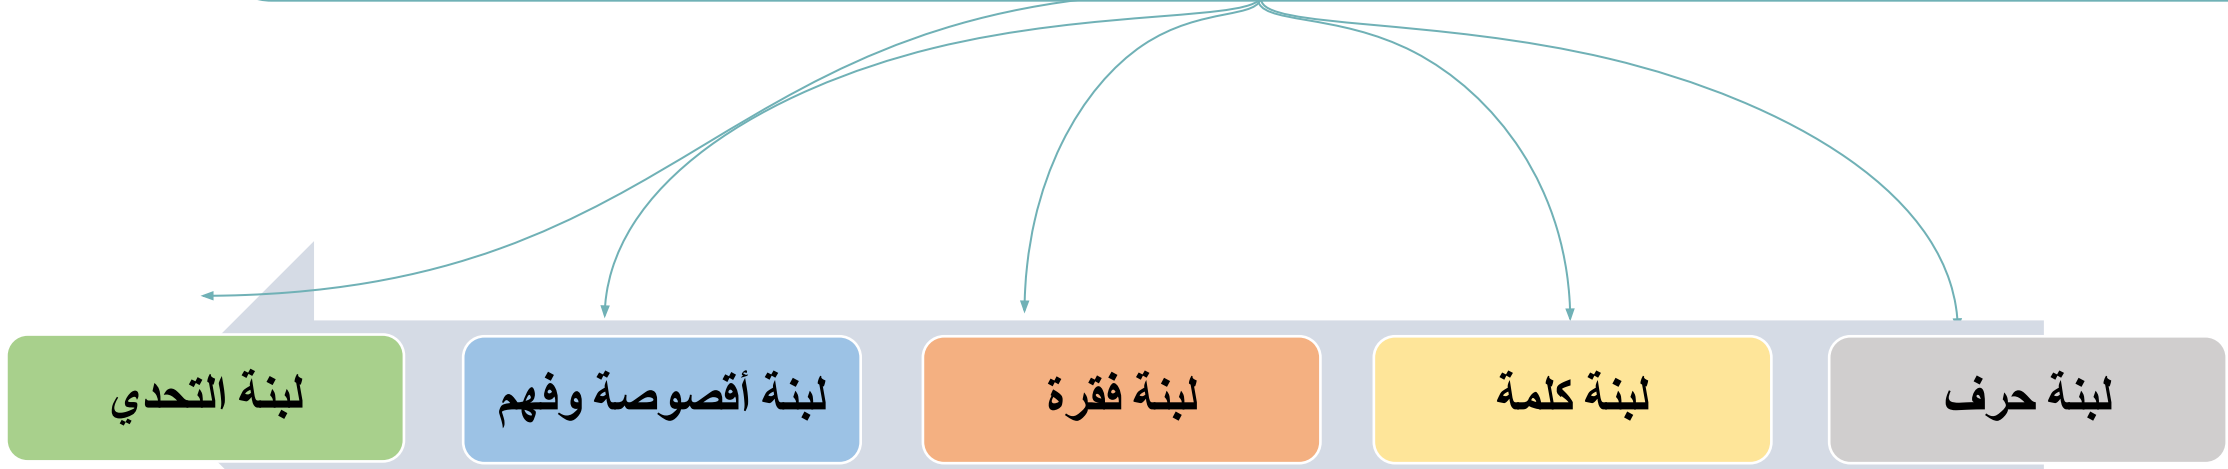 لبنة حرف
لبنة كلمة
لبنة فقرة
لبنة أقصوصة وفهم
لبنة التحدي